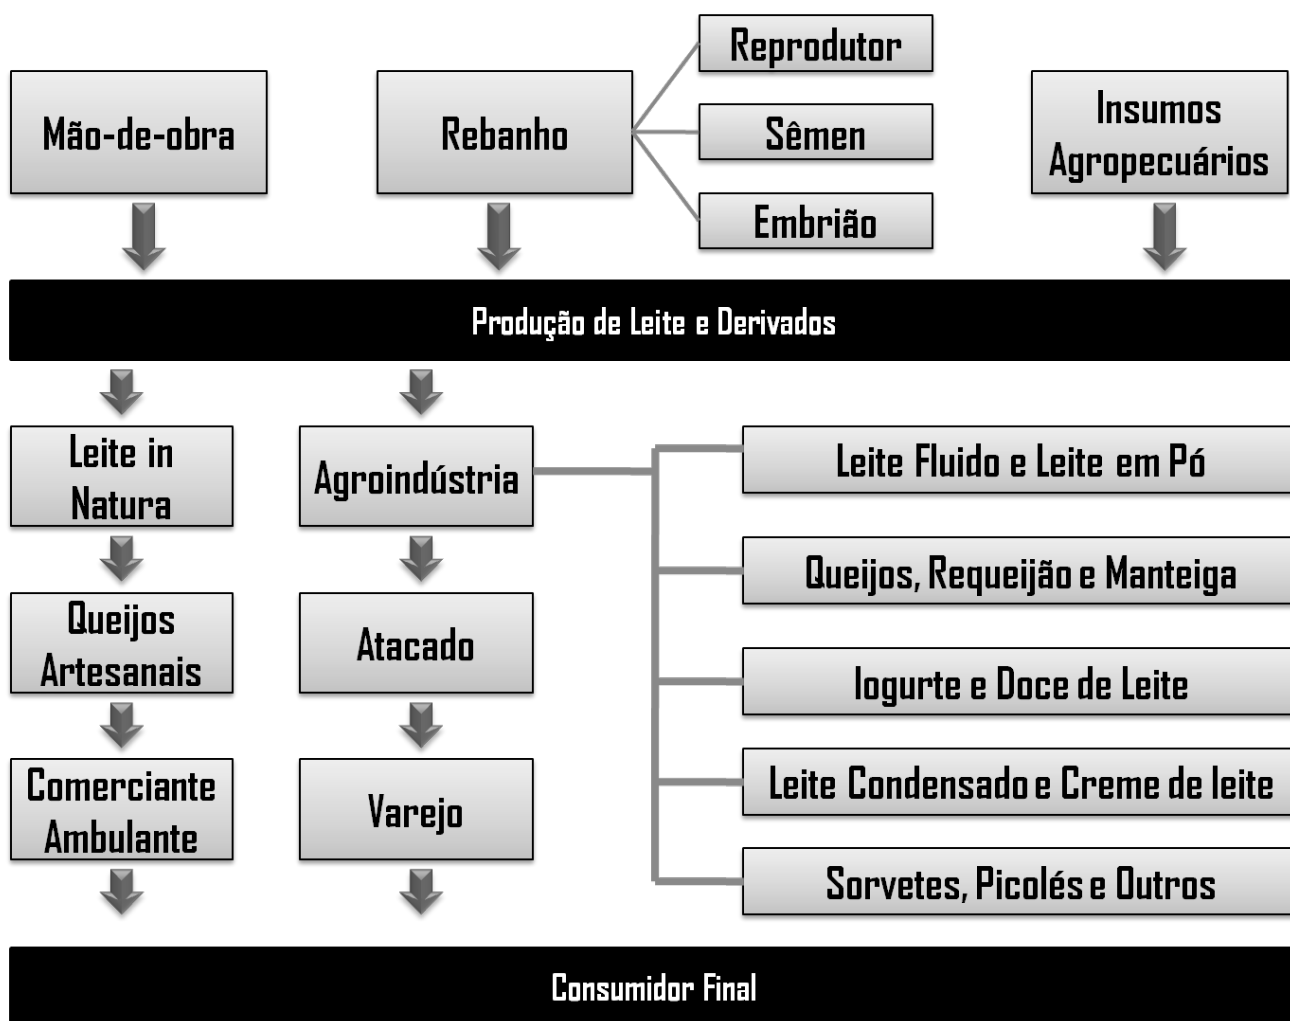 Reprodutor
Mão-de-obra
Rebanho
Sêmen
Insumos
Agropecuários
Embrião
Produção de Leite e Derivados
Leite in
Natura
Agroindústria
Leite Fluido e Leite em Pó
Queijos, Requeijão e Manteiga
Queijos
Artesanais
Atacado
Iogurte e Doce de Leite
Comerciante
Ambulante
Varejo
Leite Condensado e Creme de leite
Sorvetes, Picolés e Outros
Consumidor Final